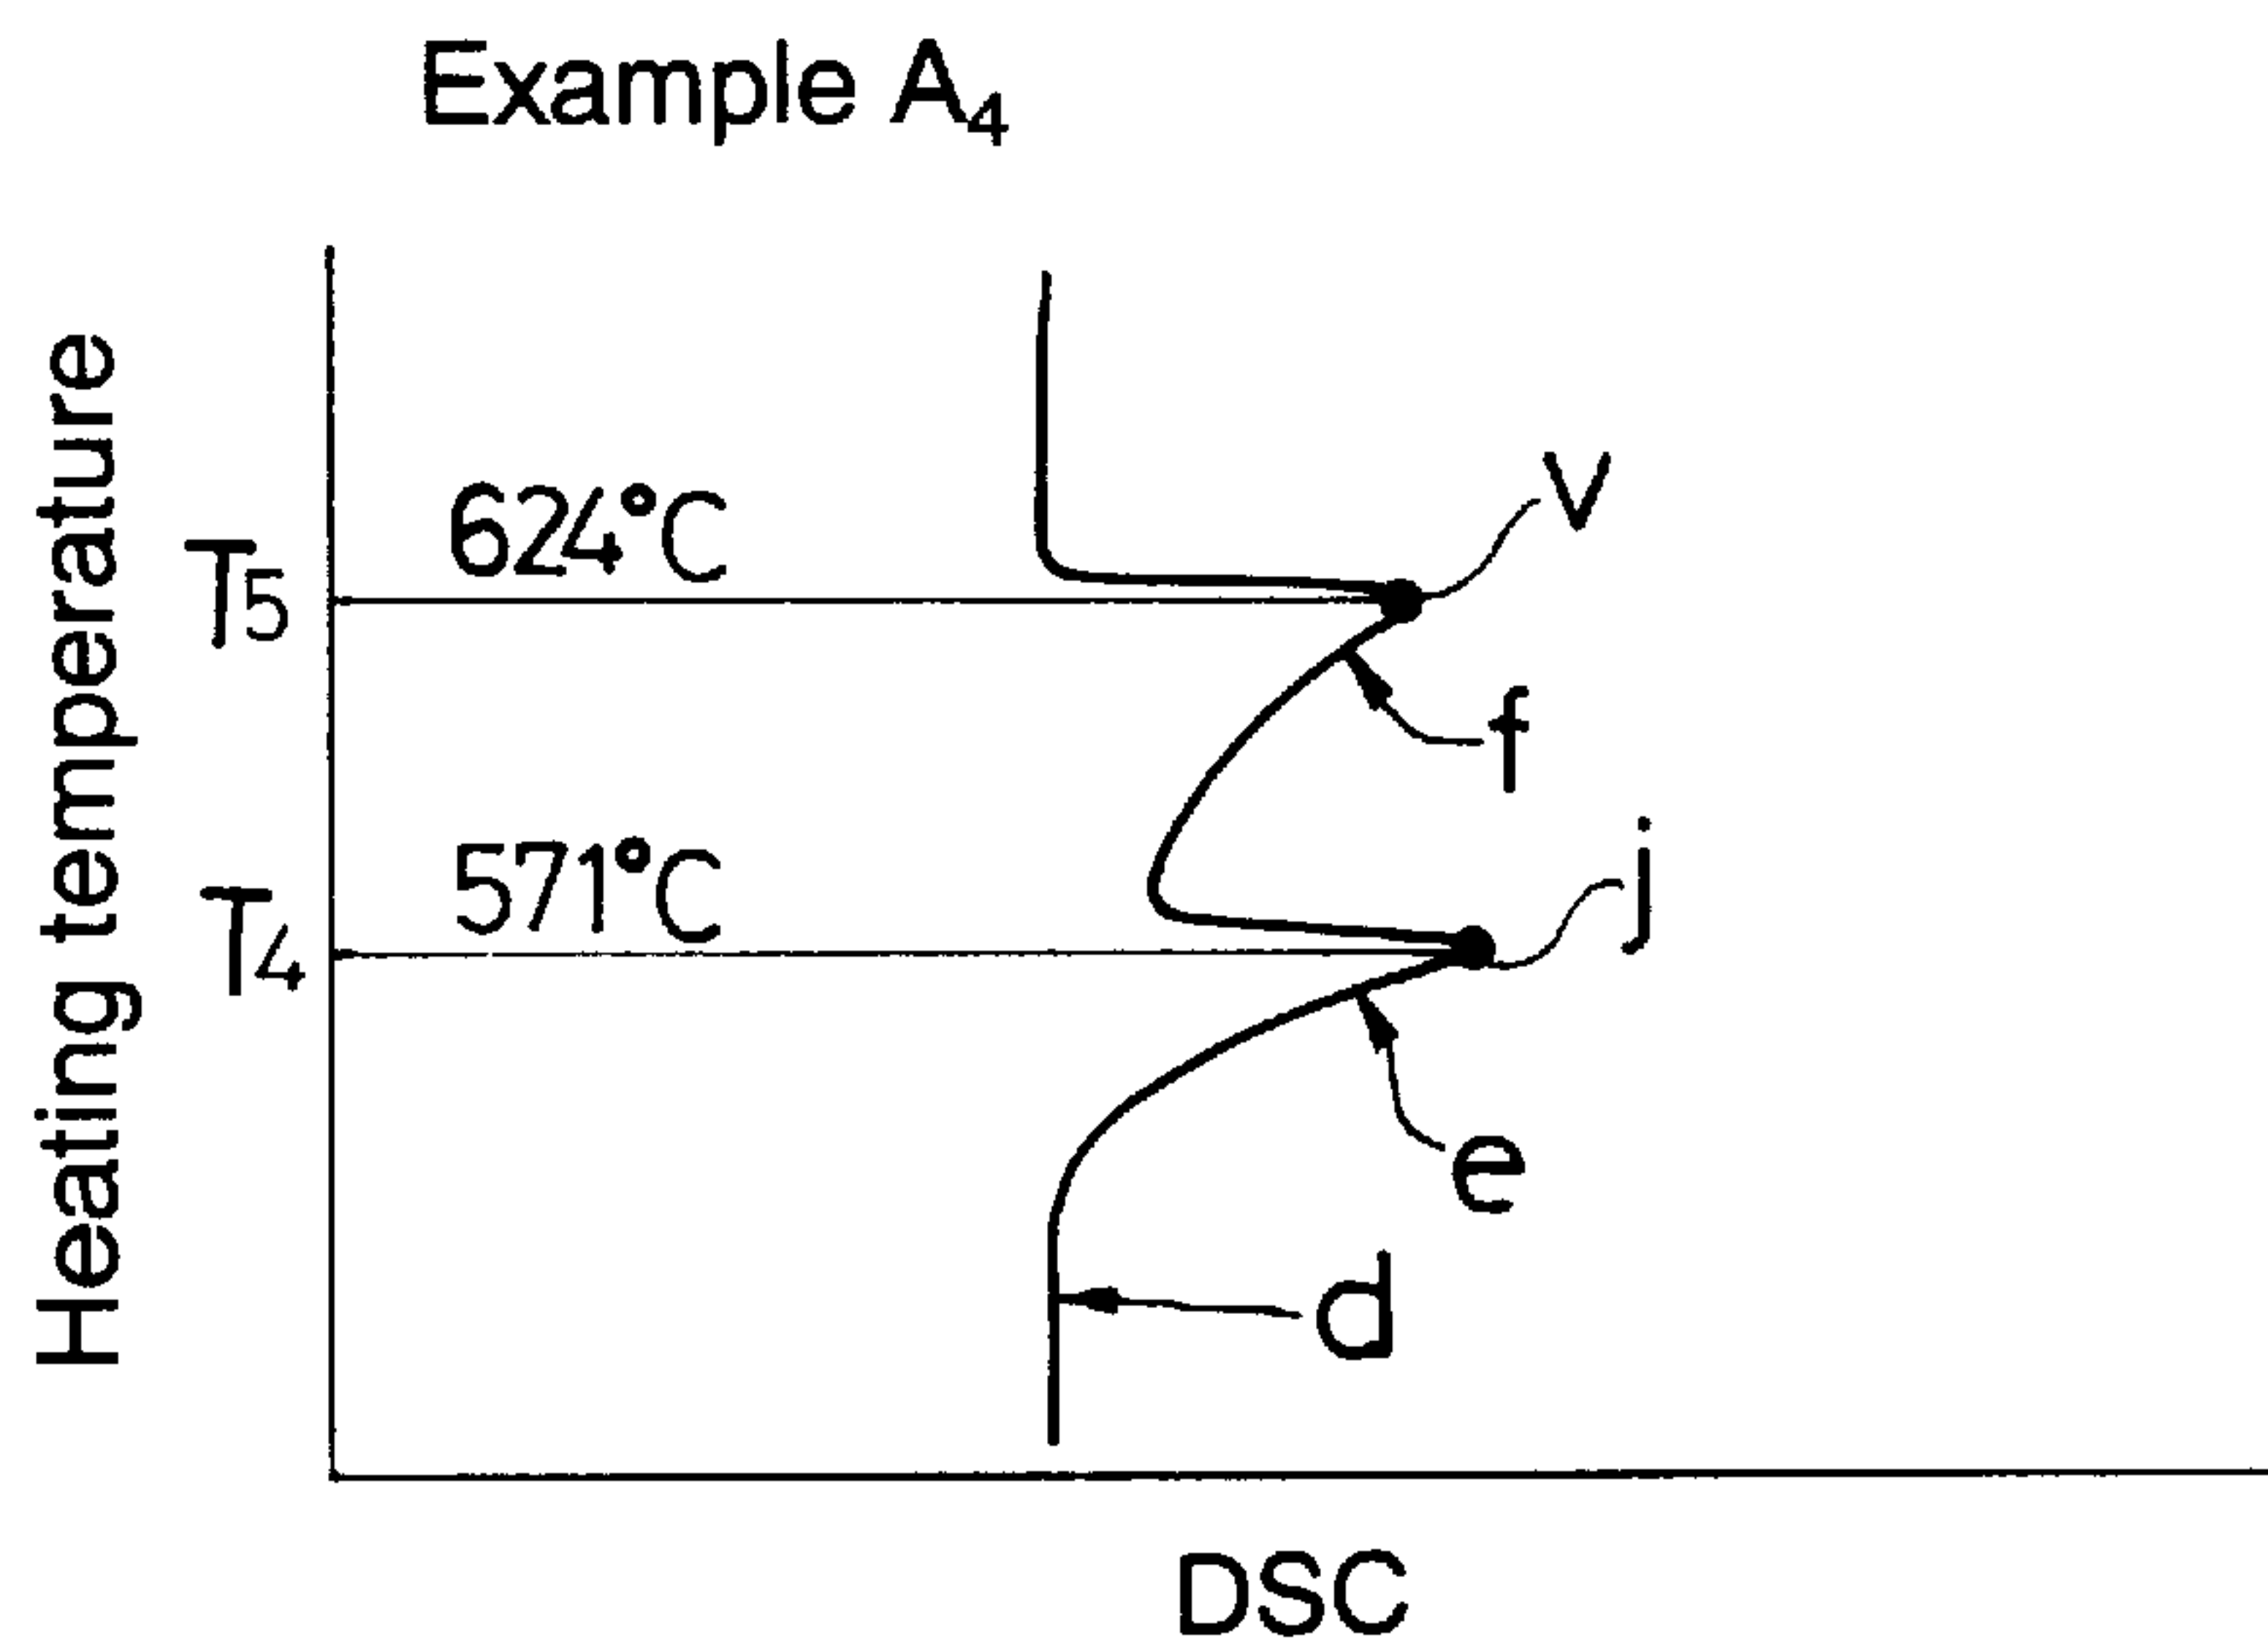 Example A₄
Heating temperature
T₅
624°C
v
f
T₄
571°C
j
e
d
DSC